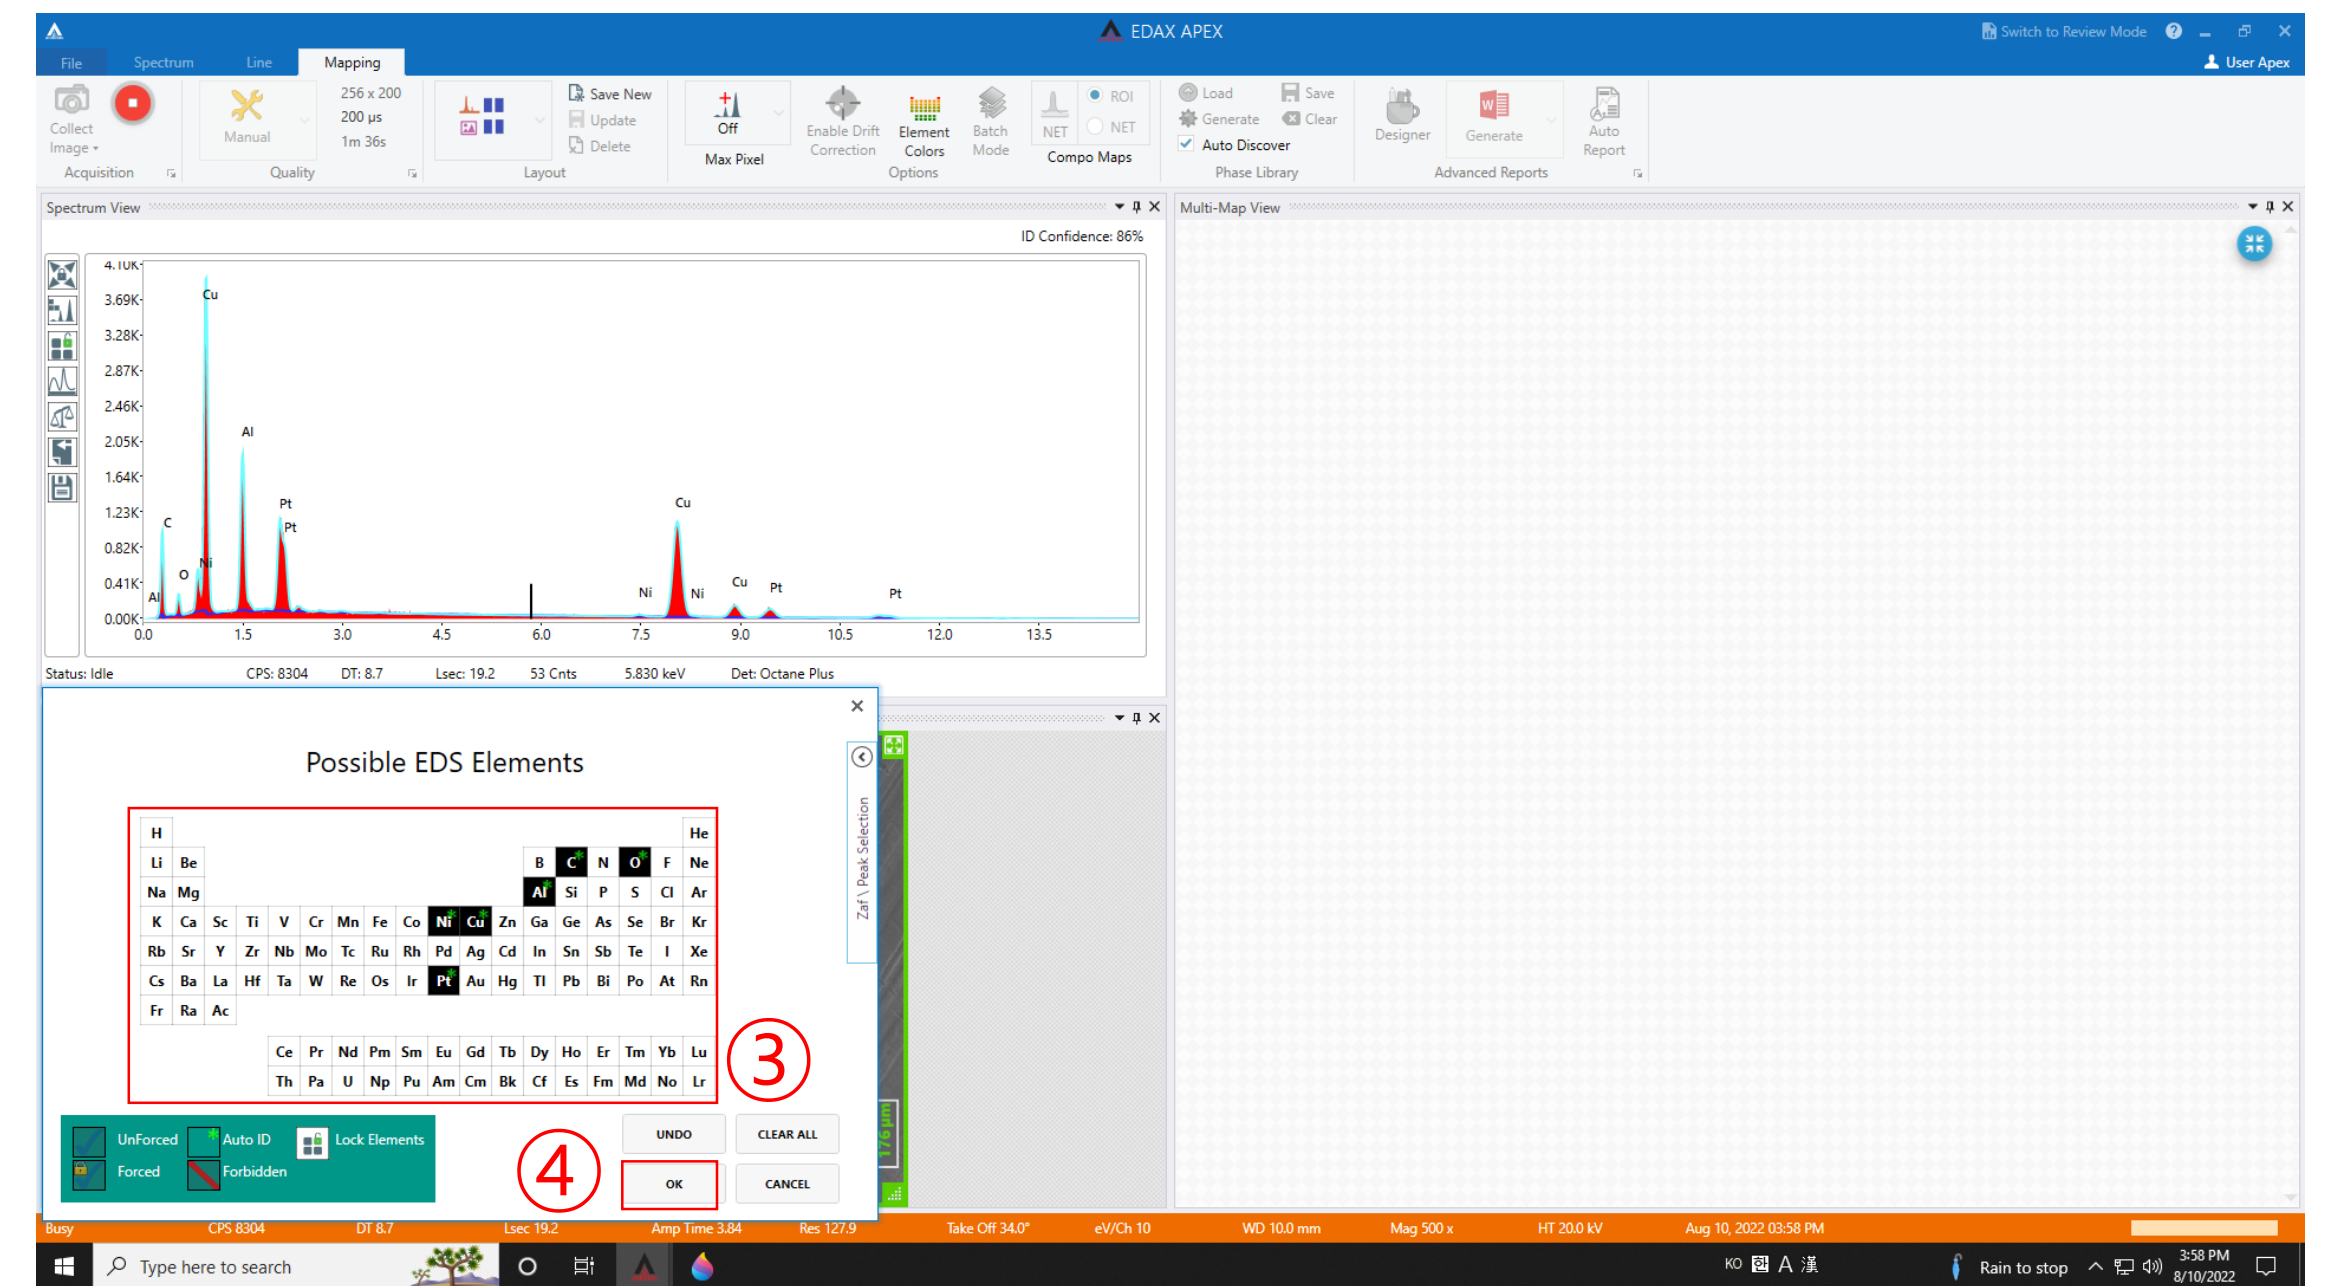 EDAX APEX
Switch to Review Mode
File Spectrum Line Mapping
User Apex
Collect Image
Acquisition
Manual
256 x 200
200 µs
1m 36s
Quality
Save New
Update
Delete
Layout
Off
Max Pixel
Enable Drift Correction
Element Colors
Batch Mode
Options
NET
ROI
NET
Compo Maps
Load Save
Generate Clear
Auto Discover
Phase Library
Designer
Generate
Advanced Reports
Auto Report
Spectrum View
Multi-Map View
ID Confidence: 86%
4.10K
3.69K
3.28K
2.87K
2.46K
2.05K
1.64K
1.23K
0.82K
0.41K
0.00K
Cu
Al
Pt
Pt
C
O
Ni
Al
Cu
Ni
Ni
Cu
Pt
Pt
0.0 1.5 3.0 4.5 6.0 7.5 9.0 10.5 12.0 13.5
Status: Idle CPS: 8304 DT: 8.7 Lsec: 19.2 53 Cnts 5.830 keV Det: Octane Plus
Possible EDS Elements
Zaf \ Peak Selection
H He
Li Be B C* N O* F Ne
Na Mg Al* Si P S Cl Ar
K Ca Sc Ti V Cr Mn Fe Co Ni* Cu* Zn Ga Ge As Se Br Kr
Rb Sr Y Zr Nb Mo Tc Ru Rh Pd Ag Cd In Sn Sb Te I Xe
Cs Ba La Hf Ta W Re Os Ir Pt* Au Hg Tl Pb Bi Po At Rn
Fr Ra Ac
Ce Pr Nd Pm Sm Eu Gd Tb Dy Ho Er Tm Yb Lu
Th Pa U Np Pu Am Cm Bk Cf Es Fm Md No Lr
③
UnForced Auto ID Lock Elements
Forced Forbidden
④
UNDO CLEAR ALL
OK CANCEL
176 µm
Busy CPS 8304 DT 8.7 Lsec 19.2 Amp Time 3.84 Res 127.9 Take Off 34.0° eV/Ch 10 WD 10.0 mm Mag 500 x HT 20.0 kV Aug 10, 2022 03:58 PM
Type here to search
KO 한 A 漢
Rain to stop
3:58 PM
8/10/2022